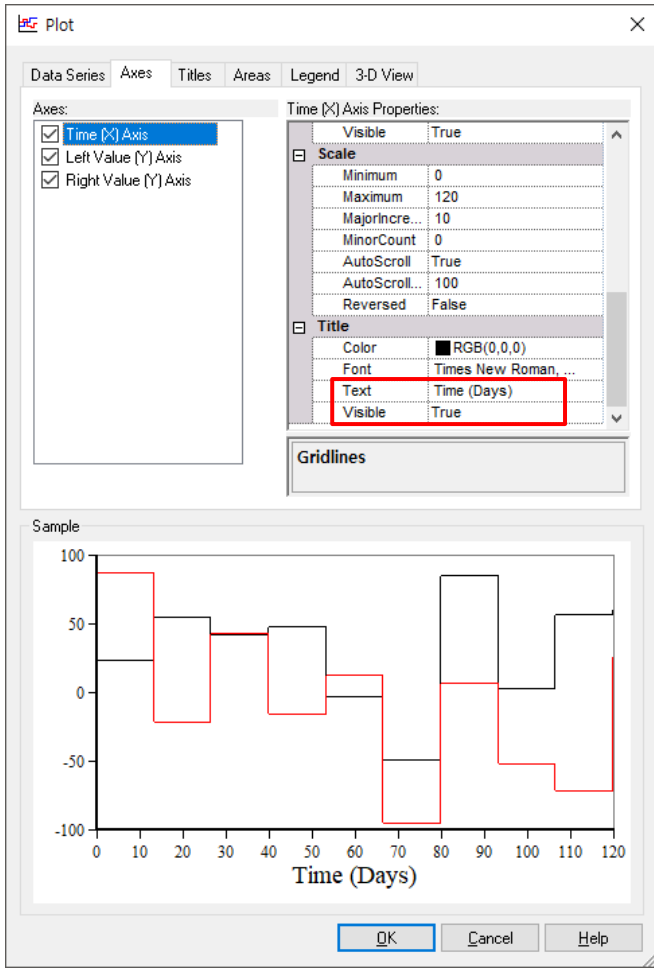 Plot
Data Series Axes Titles Areas Legend 3-D View
Axes:
Time (X) Axis
Left Value (Y) Axis
Right Value (Y) Axis
Time (X) Axis Properties:
Visible True
Scale
Minimum 0
Maximum 120
MajorIncre... 10
MinorCount 0
AutoScroll True
AutoScroll... 100
Reversed False
Title
Color RGB(0,0,0)
Font Times New Roman, ...
Text Time (Days)
Visible True
Gridlines
Sample
100
50
0
-50
-100
0 10 20 30 40 50 60 70 80 90 100 110 120
Time (Days)
OK Cancel Help